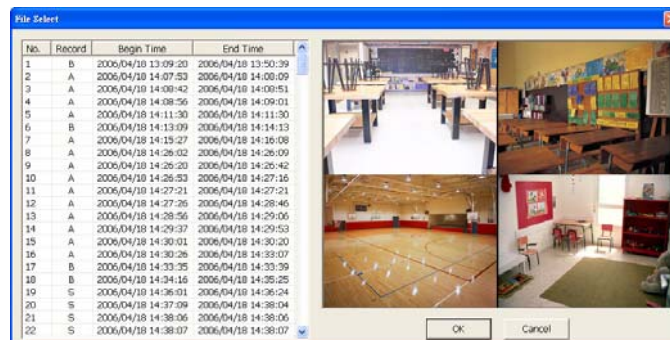 File Select
No. Record Begin Time End Time
1 B 2006/04/18 13:09:20 2006/04/18 13:50:39
2 A 2006/04/18 14:07:53 2006/04/18 14:08:09
3 A 2006/04/18 14:08:42 2006/04/18 14:08:51
4 A 2006/04/18 14:08:56 2006/04/18 14:09:01
5 A 2006/04/18 14:11:30 2006/04/18 14:11:30
6 B 2006/04/18 14:13:09 2006/04/18 14:14:13
7 A 2006/04/18 14:15:27 2006/04/18 14:16:08
8 A 2006/04/18 14:26:02 2006/04/18 14:26:09
9 A 2006/04/18 14:26:20 2006/04/18 14:26:42
10 A 2006/04/18 14:26:53 2006/04/18 14:27:16
11 A 2006/04/18 14:27:21 2006/04/18 14:27:21
12 A 2006/04/18 14:27:26 2006/04/18 14:28:46
13 A 2006/04/18 14:28:56 2006/04/18 14:29:06
14 A 2006/04/18 14:29:37 2006/04/18 14:29:53
15 A 2006/04/18 14:30:01 2006/04/18 14:30:20
16 A 2006/04/18 14:30:26 2006/04/18 14:33:07
17 B 2006/04/18 14:33:35 2006/04/18 14:33:39
18 B 2006/04/18 14:34:16 2006/04/18 14:35:25
19 S 2006/04/18 14:36:01 2006/04/18 14:36:24
20 S 2006/04/18 14:37:09 2006/04/18 14:38:04
21 S 2006/04/18 14:38:06 2006/04/18 14:38:06
22 S 2006/04/18 14:38:07 2006/04/18 14:38:07
OK Cancel